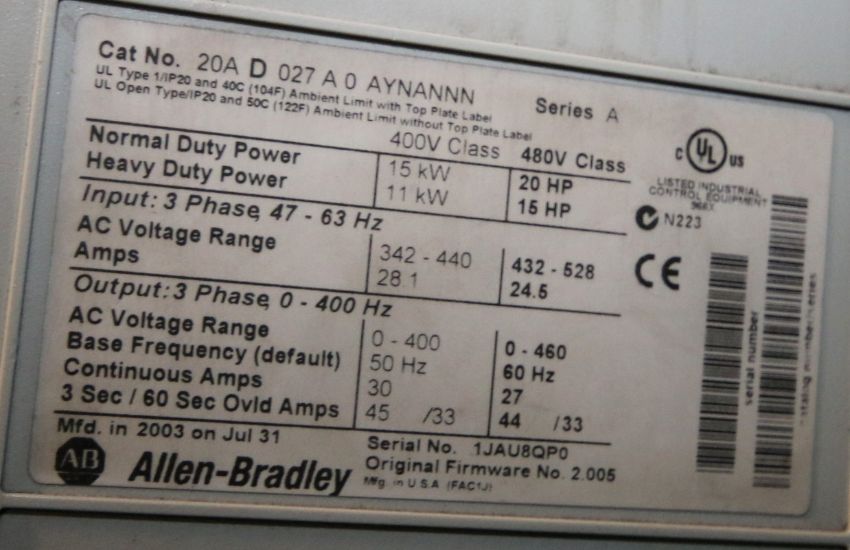 Cat No. 20A D 027 A 0 AYNANNN Series A
UL Type 1/IP20 and 40C (104F) Ambient Limit with Top Plate Label
UL Open Type/IP20 and 50C (122F) Ambient Limit without Top Plate Label
400V Class 480V Class
Normal Duty Power 15 kW 20 HP
Heavy Duty Power 11 kW 15 HP
Input: 3 Phase, 47 - 63 Hz
AC Voltage Range 342 - 440 432 - 528
Amps 28.1 24.5
Output: 3 Phase, 0 - 400 Hz
AC Voltage Range 0 - 400 0 - 460
Base Frequency (default) 50 Hz 60 Hz
Continuous Amps 30 27
3 Sec / 60 Sec Ovld Amps 45 /33 44 /33
Mfd. in 2003 on Jul 31
Serial No. 1JAU8QP0
AB Allen-Bradley
Original Firmware No. 2.005
Mfg. in U.S.A (FAC1J)
C UL US
LISTED INDUSTRIAL
CONTROL EQUIPMENT
966X
N223
CE
serial number
catalog number/series